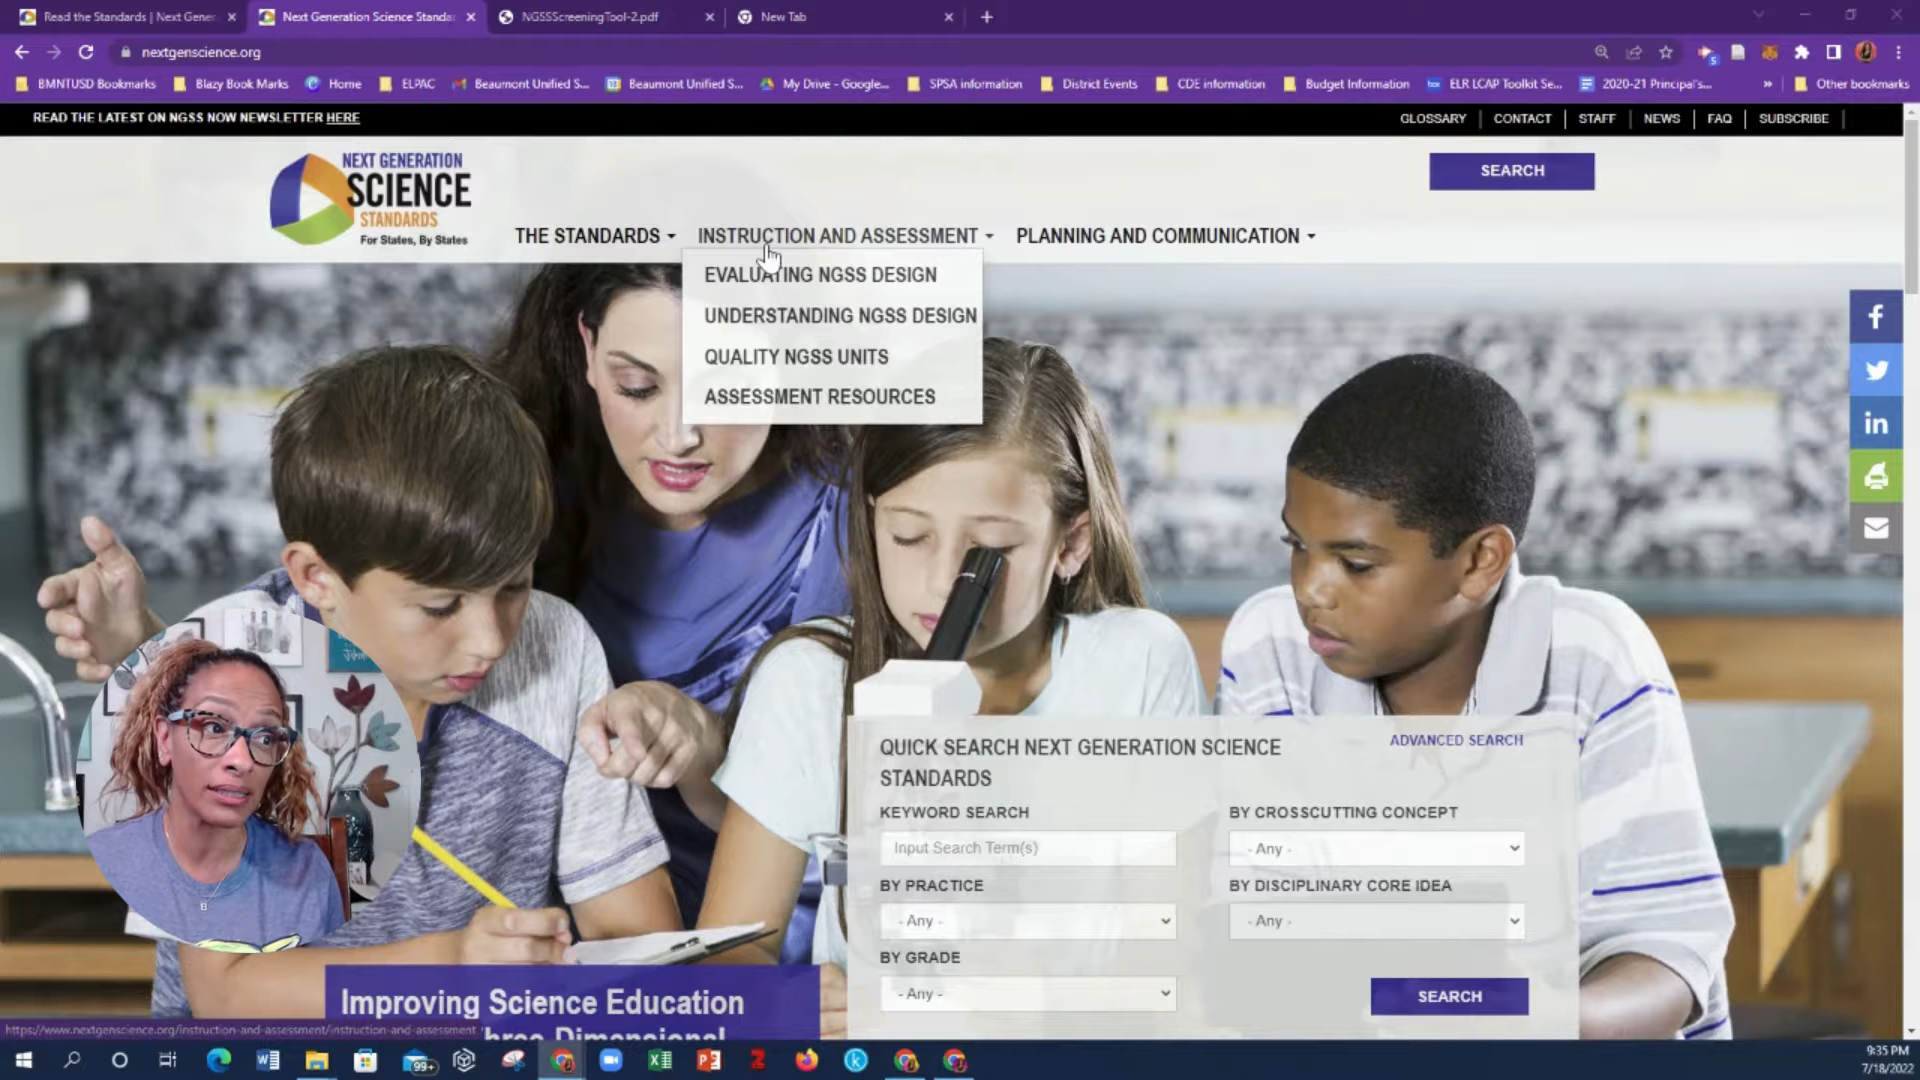 Read the Standards | Next Gener
Next Generation Science Standa
NGSSScreeningTool-2.pdf
New Tab
nextgenscience.org
BMNTUSD Bookmarks
Blazy Book Marks
Home
ELPAC
Beaumont Unified S...
Beaumont Unified S...
My Drive - Google...
SPSA information
District Events
CDE information
Budget Information
ELR LCAP Toolkit Se...
2020-21 Principal's...
»
Other bookmarks
READ THE LATEST ON NGSS NOW NEWSLETTER HERE
GLOSSARY
CONTACT
STAFF
NEWS
FAQ
SUBSCRIBE
NEXT GENERATION
SCIENCE
STANDARDS
For States, By States
SEARCH
THE STANDARDS
INSTRUCTION AND ASSESSMENT
PLANNING AND COMMUNICATION
EVALUATING NGSS DESIGN
UNDERSTANDING NGSS DESIGN
QUALITY NGSS UNITS
ASSESSMENT RESOURCES
QUICK SEARCH NEXT GENERATION SCIENCE
STANDARDS
ADVANCED SEARCH
KEYWORD SEARCH
Input Search Term(s)
BY CROSSCUTTING CONCEPT
- Any -
BY PRACTICE
- Any -
BY DISCIPLINARY CORE IDEA
- Any -
BY GRADE
- Any -
SEARCH
Improving Science Education
hree Dimensional
https://www.nextgenscience.org/instruction-and-assessment/instruction-and-assessment
99+
9:35 PM
7/18/2022